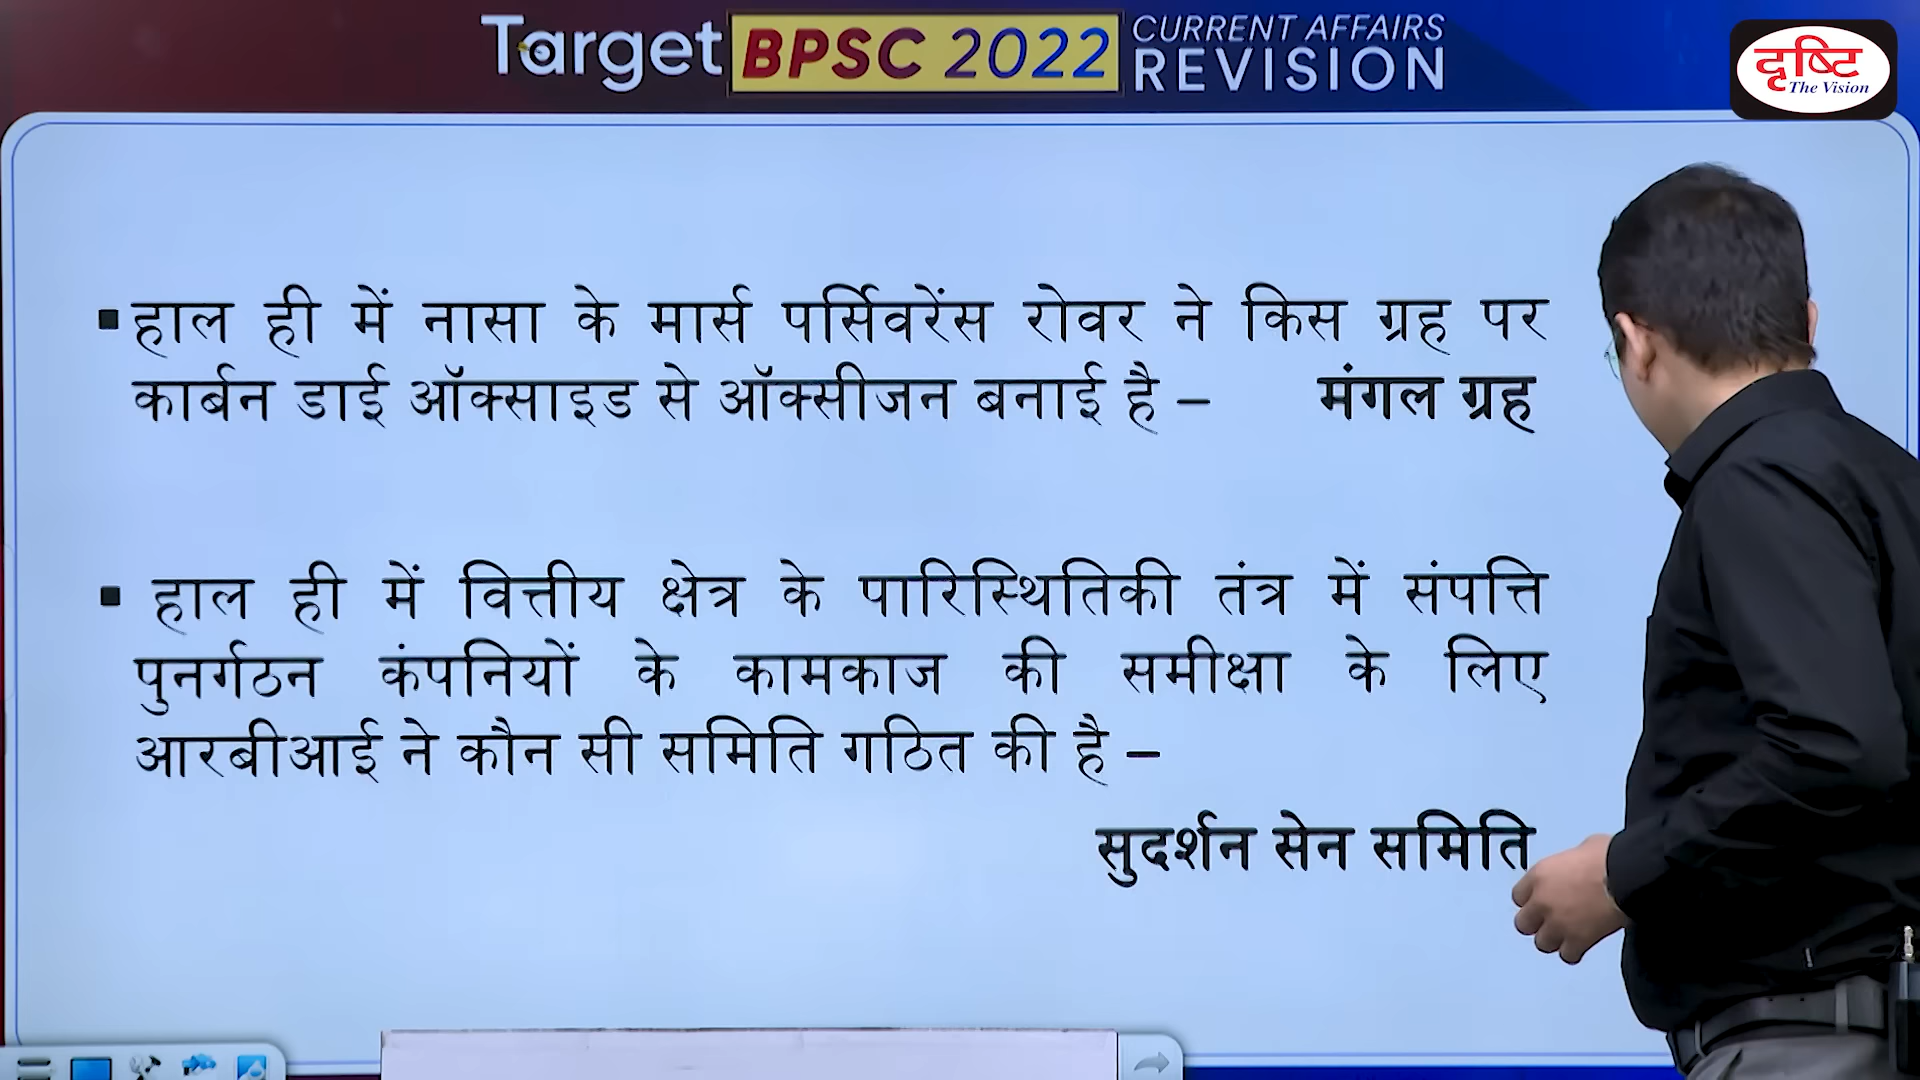 Target BPSC 2022 CURRENT AFFAIRS
REVISION
दृष्टि
The Vision
▪ हाल ही में नासा के मार्स पर्सिवरेंस रोवर ने किस ग्रह पर
कार्बन डाई ऑक्साइड से ऑक्सीजन बनाई है – मंगल ग्रह
▪ हाल ही में वित्तीय क्षेत्र के पारिस्थितिकी तंत्र में संपत्ति
पुनर्गठन कंपनियों के कामकाज की समीक्षा के लिए
आरबीआई ने कौन सी समिति गठित की है –
सुदर्शन सेन समिति